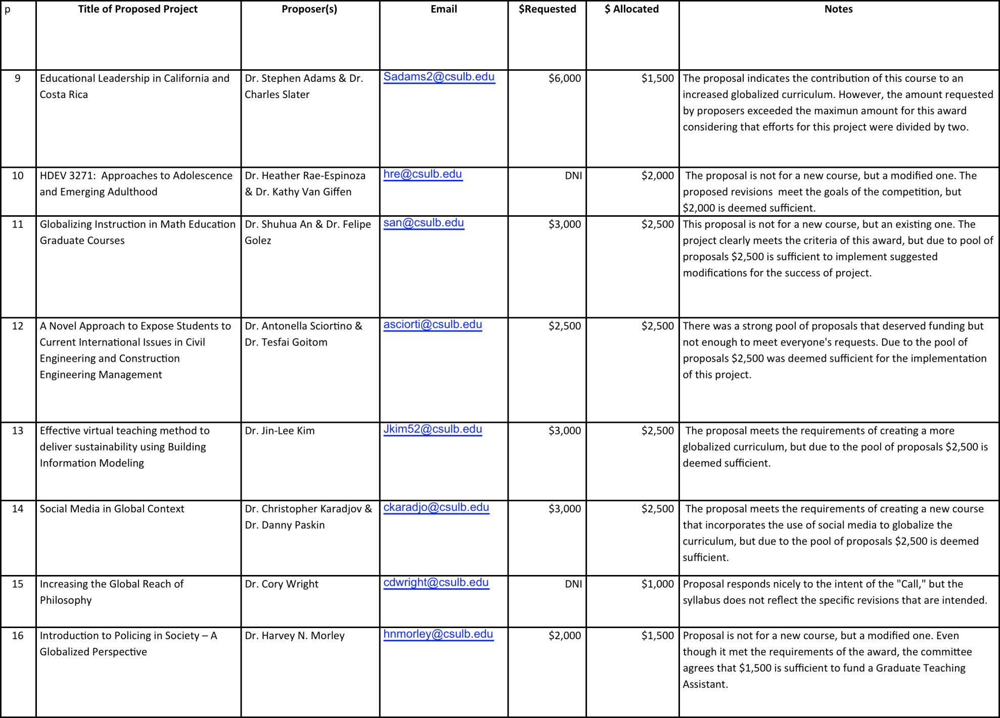 p Title of Proposed Project Proposer(s) Email $Requested $ Allocated Notes
9 Educational Leadership in California and Dr. Stephen Adams & Dr. Sadams2@csulb.edu $6,000 $1,500 The proposal indicates the contribution of this course to an
Costa Rica Charles Slater increased globalized curriculum. However, the amount requested
by proposers exceeded the maximun amount for this award
considering that efforts for this project were divided by two.
10 HDEV 3271:  Approaches to Adolescence Dr. Heather Rae-Espinoza hre@csulb.edu DNI $2,000 The proposal is not for a new course, but a modified one. The
and Emerging Adulthood & Dr. Kathy Van Giffen proposed revisions  meet the goals of the competition, but
$2,000 is deemed sufficient.
11 Globalizing Instruction in Math Education Dr. Shuhua An & Dr. Felipe san@csulb.edu $3,000 $2,500 This proposal is not for a new course, but an existing one. The
Graduate Courses Golez project clearly meets the criteria of this award, but due to pool of
proposals $2,500 is sufficient to implement suggested
modifications for the success of project.
12 A Novel Approach to Expose Students to Dr. Antonella Sciortino & asciorti@csulb.edu $2,500 $2,500 There was a strong pool of proposals that deserved funding but
Current International Issues in Civil Dr. Tesfai Goitom not enough to meet everyone's requests. Due to the pool of
Engineering and Construction proposals $2,500 was deemed sufficient for the implementation
Engineering Management of this project.
13 Effective virtual teaching method to Dr. Jin-Lee Kim Jkim52@csulb.edu $3,000 $2,500 The proposal meets the requirements of creating a more
deliver sustainability using Building globalized curriculum, but due to the pool of proposals $2,500 is
Information Modeling deemed sufficient.
14 Social Media in Global Context Dr. Christopher Karadjov & ckaradjo@csulb.edu $3,000 $2,500 The proposal meets the requirements of creating a new course
Dr. Danny Paskin that incorporates the use of social media to globalize the
curriculum, but due to the pool of proposals $2,500 is deemed
sufficient.
15 Increasing the Global Reach of Dr. Cory Wright cdwright@csulb.edu DNI $1,000 Proposal responds nicely to the intent of the "Call," but the
Philosophy syllabus does not reflect the specific revisions that are intended.
16 Introduction to Policing in Society – A Dr. Harvey N. Morley hnmorley@csulb.edu $2,000 $1,500 Proposal is not for a new course, but a modified one. Even
Globalized Perspective though it met the requirements of the award, the committee
agrees that $1,500 is sufficient to fund a Graduate Teaching
Assistant.